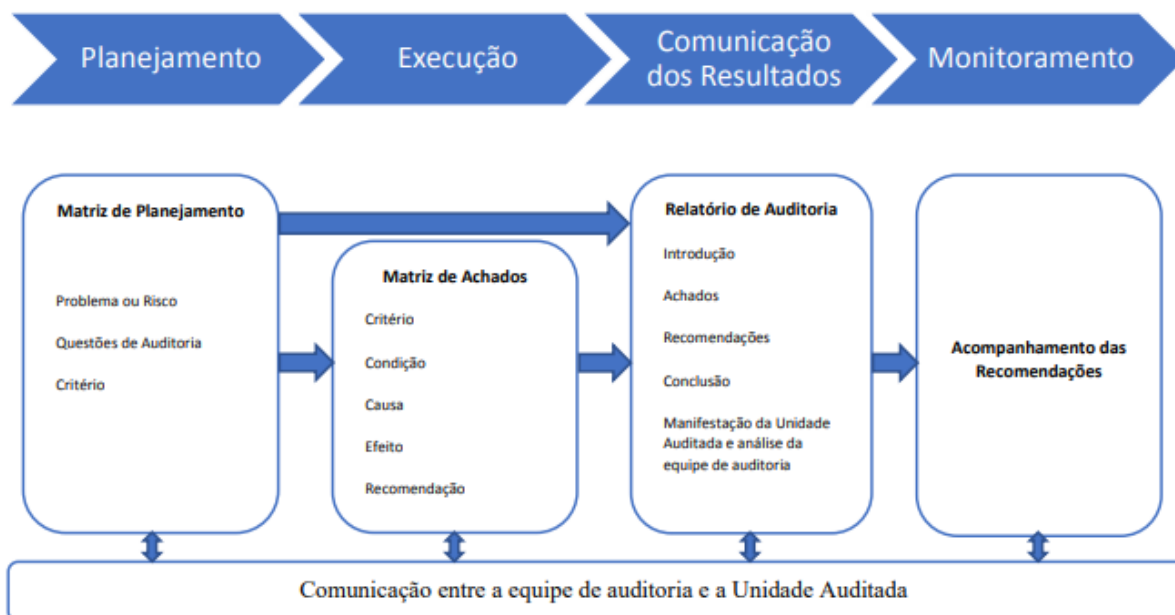 Planejamento
Execução
Comunicação
dos Resultados
Monitoramento
Matriz de Planejamento
Problema ou Risco
Questões de Auditoria
Critério
Matriz de Achados
Critério
Condição
Causa
Efeito
Recomendação
Relatório de Auditoria
Introdução
Achados
Recomendações
Conclusão
Manifestação da Unidade
Auditada e análise da
equipe de auditoria
Acompanhamento das
Recomendações
Comunicação entre a equipe de auditoria e a Unidade Auditada